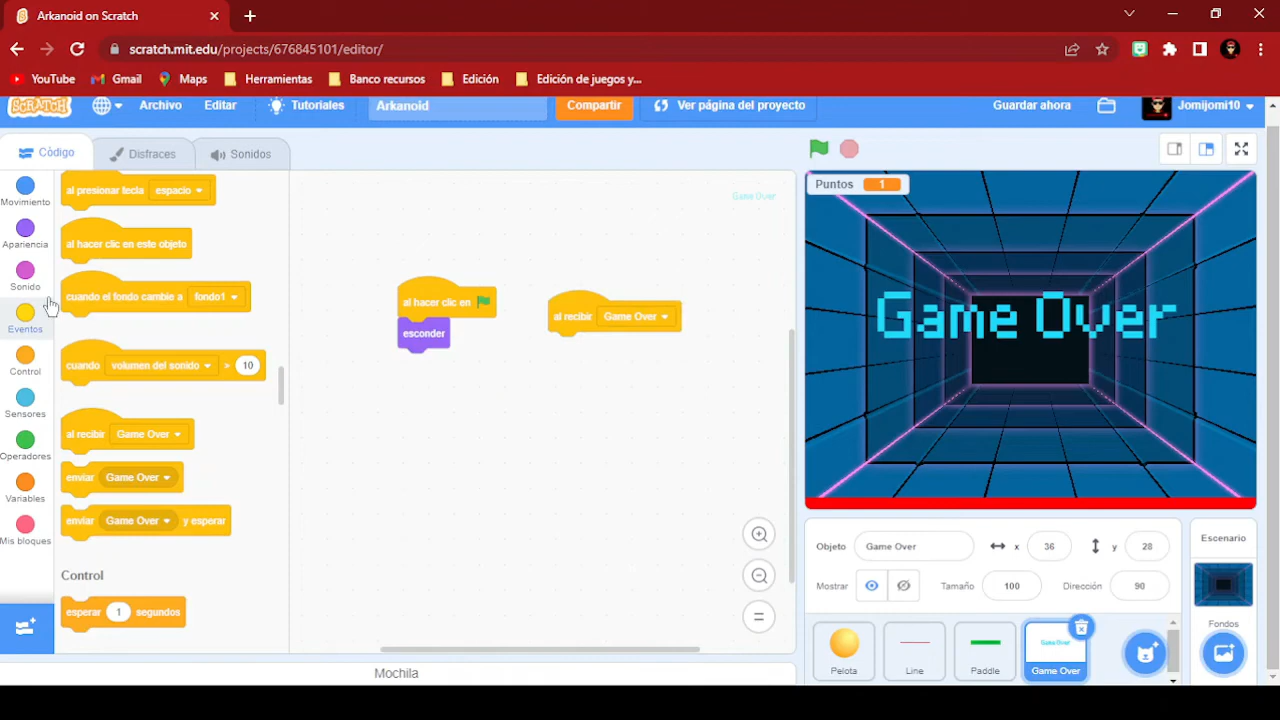 Arkanoid on Scratch
scratch.mit.edu/projects/676845101/editor/
YouTube Gmail Maps Herramientas Banco recursos Edición Edición de juegos y...
SCRATCH Archivo Editar Tutoriales Arkanoid Compartir Ver página del proyecto Guardar ahora Jomijomi10
Código Disfraces Sonidos
Movimiento
Apariencia
Sonido
Eventos
Control
Sensores
Operadores
Variables
Mis bloques
al presionar tecla espacio
al hacer clic en este objeto
cuando el fondo cambie a fondo1
cuando volumen del sonido > 10
al recibir Game Over
enviar Game Over
enviar Game Over y esperar
Control
esperar 1 segundos
Game Over
al hacer clic en
esconder
al recibir Game Over
Mochila
Puntos 1
Game Over
Objeto Game Over x 36 y 28
Mostrar Tamaño 100 Dirección 90
Pelota Line Paddle Game Over
Game Over
Escenario
Fondos